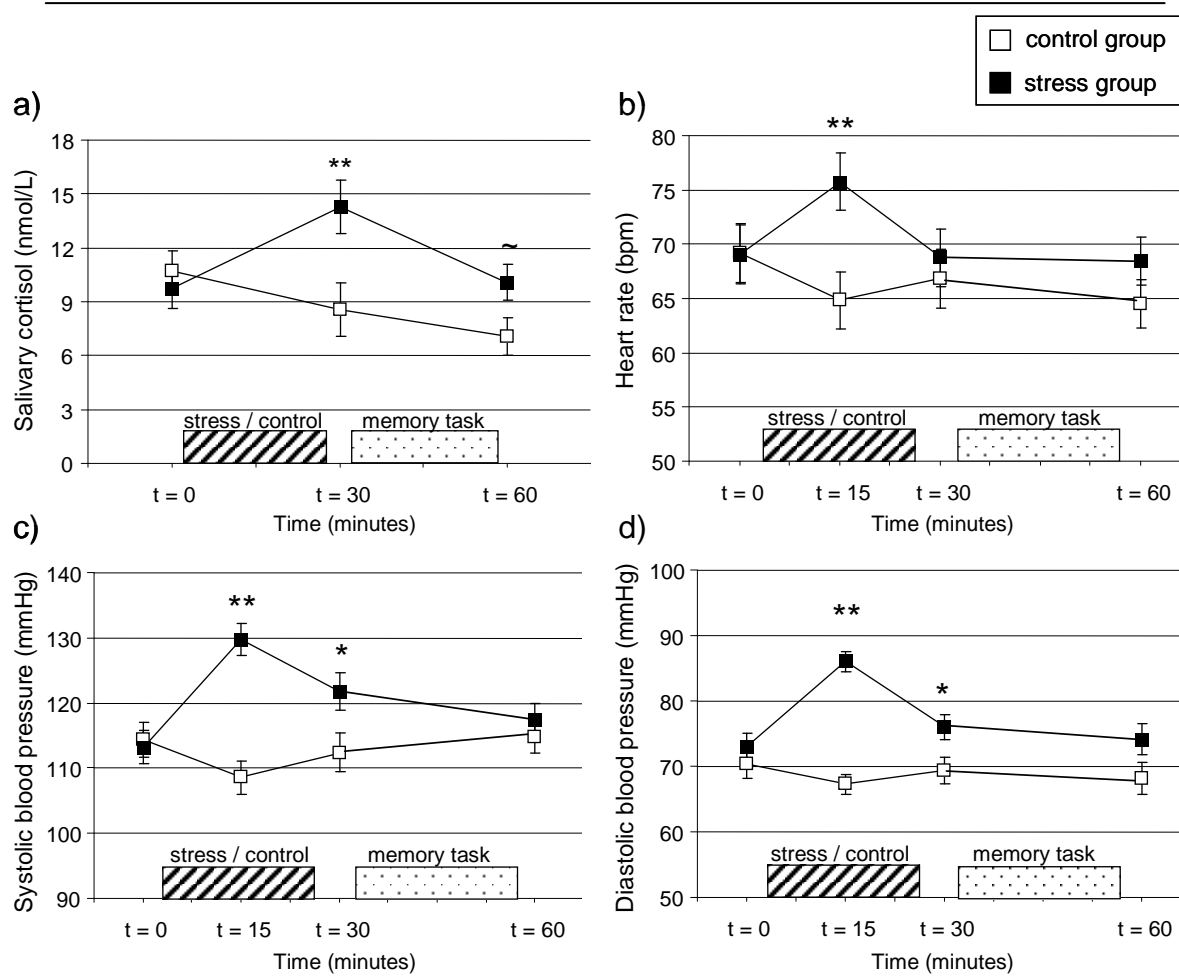 control group
stress group
a)
Salivary cortisol (nmol/L)
18
15
12
9
6
3
0
**
~
stress / control
memory task
t = 0
t = 30
t = 60
Time (minutes)
b)
Heart rate (bpm)
80
75
70
65
60
55
50
**
stress / control
memory task
t = 0
t = 15
t = 30
t = 60
Time (minutes)
c)
Systolic blood pressure (mmHg)
140
130
120
110
100
90
**
*
stress / control
memory task
t = 0
t = 15
t = 30
t = 60
Time (minutes)
d)
Diastolic blood pressure (mmHg)
100
90
80
70
60
50
**
*
stress / control
memory task
t = 0
t = 15
t = 30
t = 60
Time (minutes)